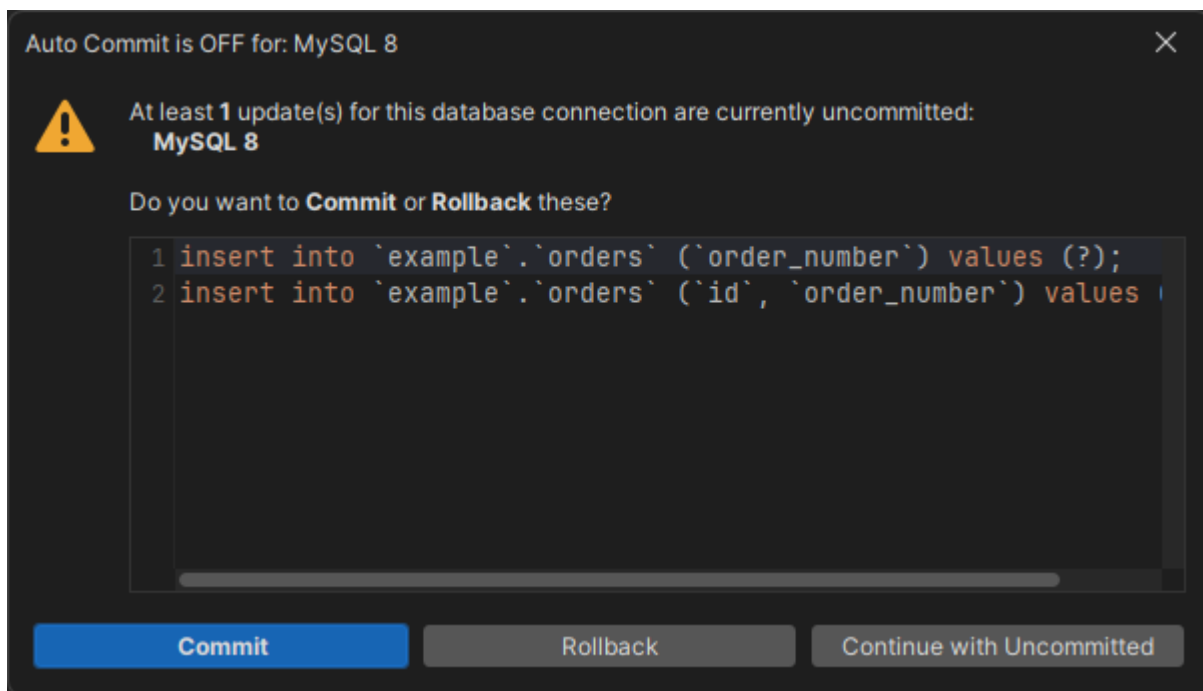 Auto Commit is OFF for: MySQL 8
At least 1 update(s) for this database connection are currently uncommitted:
MySQL 8
Do you want to Commit or Rollback these?
1 insert into `example`.`orders` (`order_number`) values (?);
2 insert into `example`.`orders` (`id`, `order_number`) values (
Commit
Rollback
Continue with Uncommitted